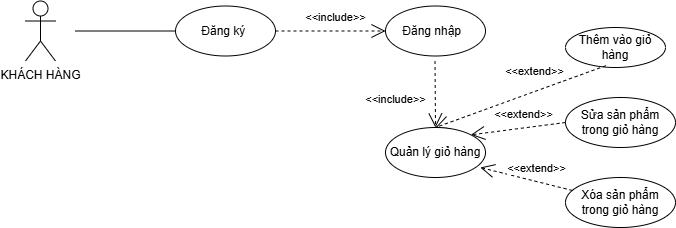 KHÁCH HÀNG
Đăng ký
<<include>>
Đăng nhập
<<include>>
Quản lý giỏ hàng
<<extend>>
Thêm vào giỏ
hàng
<<extend>>
Sửa sản phẩm
trong giỏ hàng
<<extend>>
Xóa sản phẩm
trong giỏ hàng